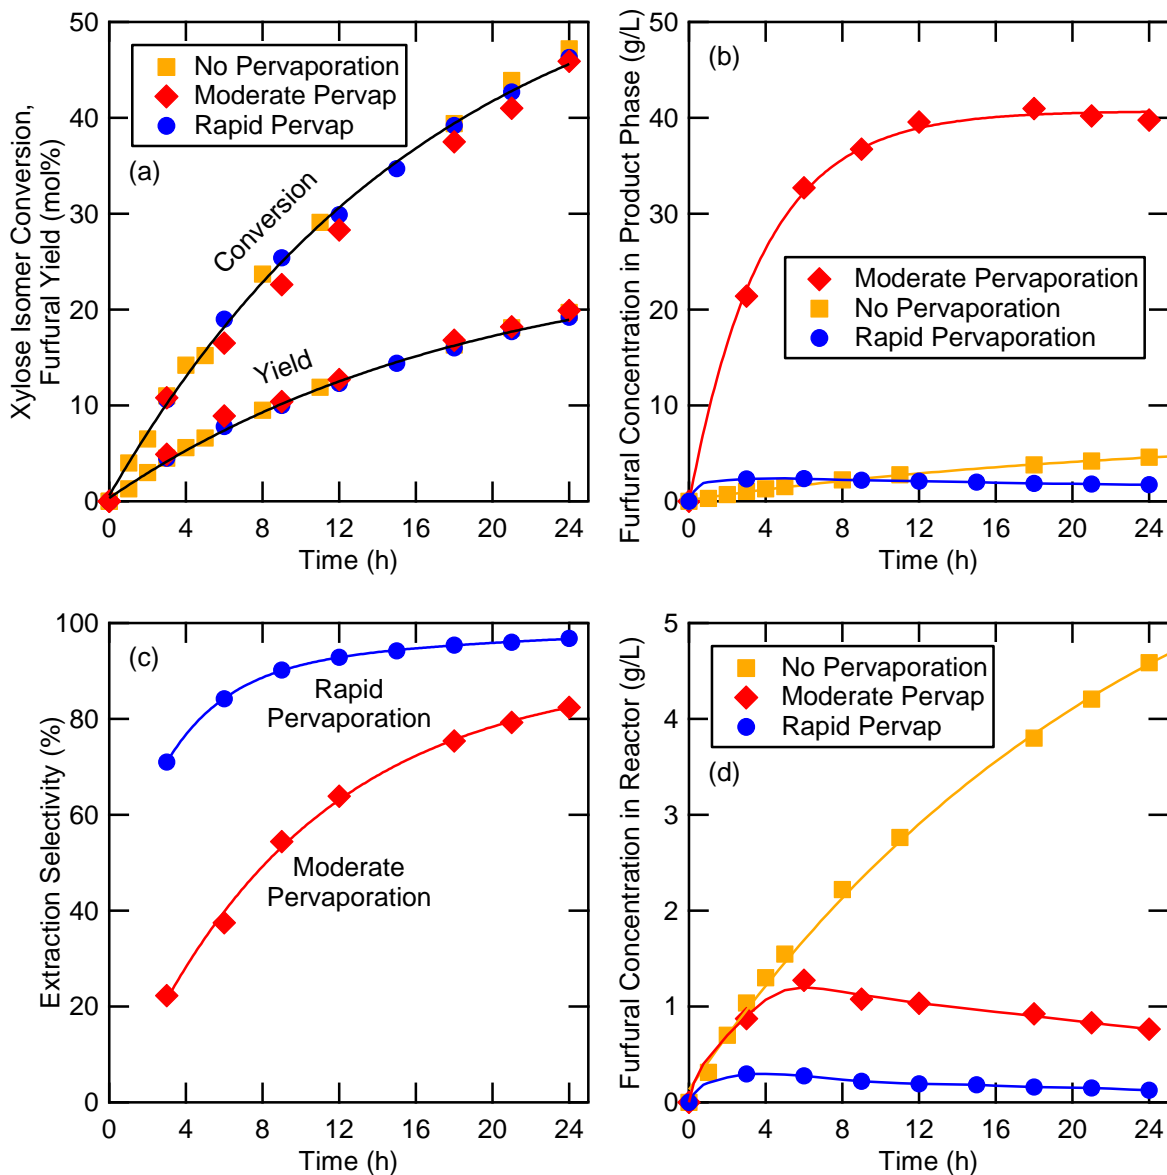 Xylose Isomer Conversion,
Furfural Yield (mol%)
50
40
30
20
10
0
No Pervaporation
Moderate Pervap
Rapid Pervap
(a)
Conversion
Yield
0 4 8 12 16 20 24
Time (h)
Furfural Concentration in Product Phase (g/L)
50
40
30
20
10
0
(b)
Moderate Pervaporation
No Pervaporation
Rapid Pervaporation
0 4 8 12 16 20 24
Time (h)
Extraction Selectivity (%)
100
80
60
40
20
0
(c)
Rapid
Pervaporation
Moderate
Pervaporation
0 4 8 12 16 20 24
Time (h)
Furfural Concentration in Reactor (g/L)
5
4
3
2
1
0
No Pervaporation
Moderate Pervap
Rapid Pervap
(d)
0 4 8 12 16 20 24
Time (h)